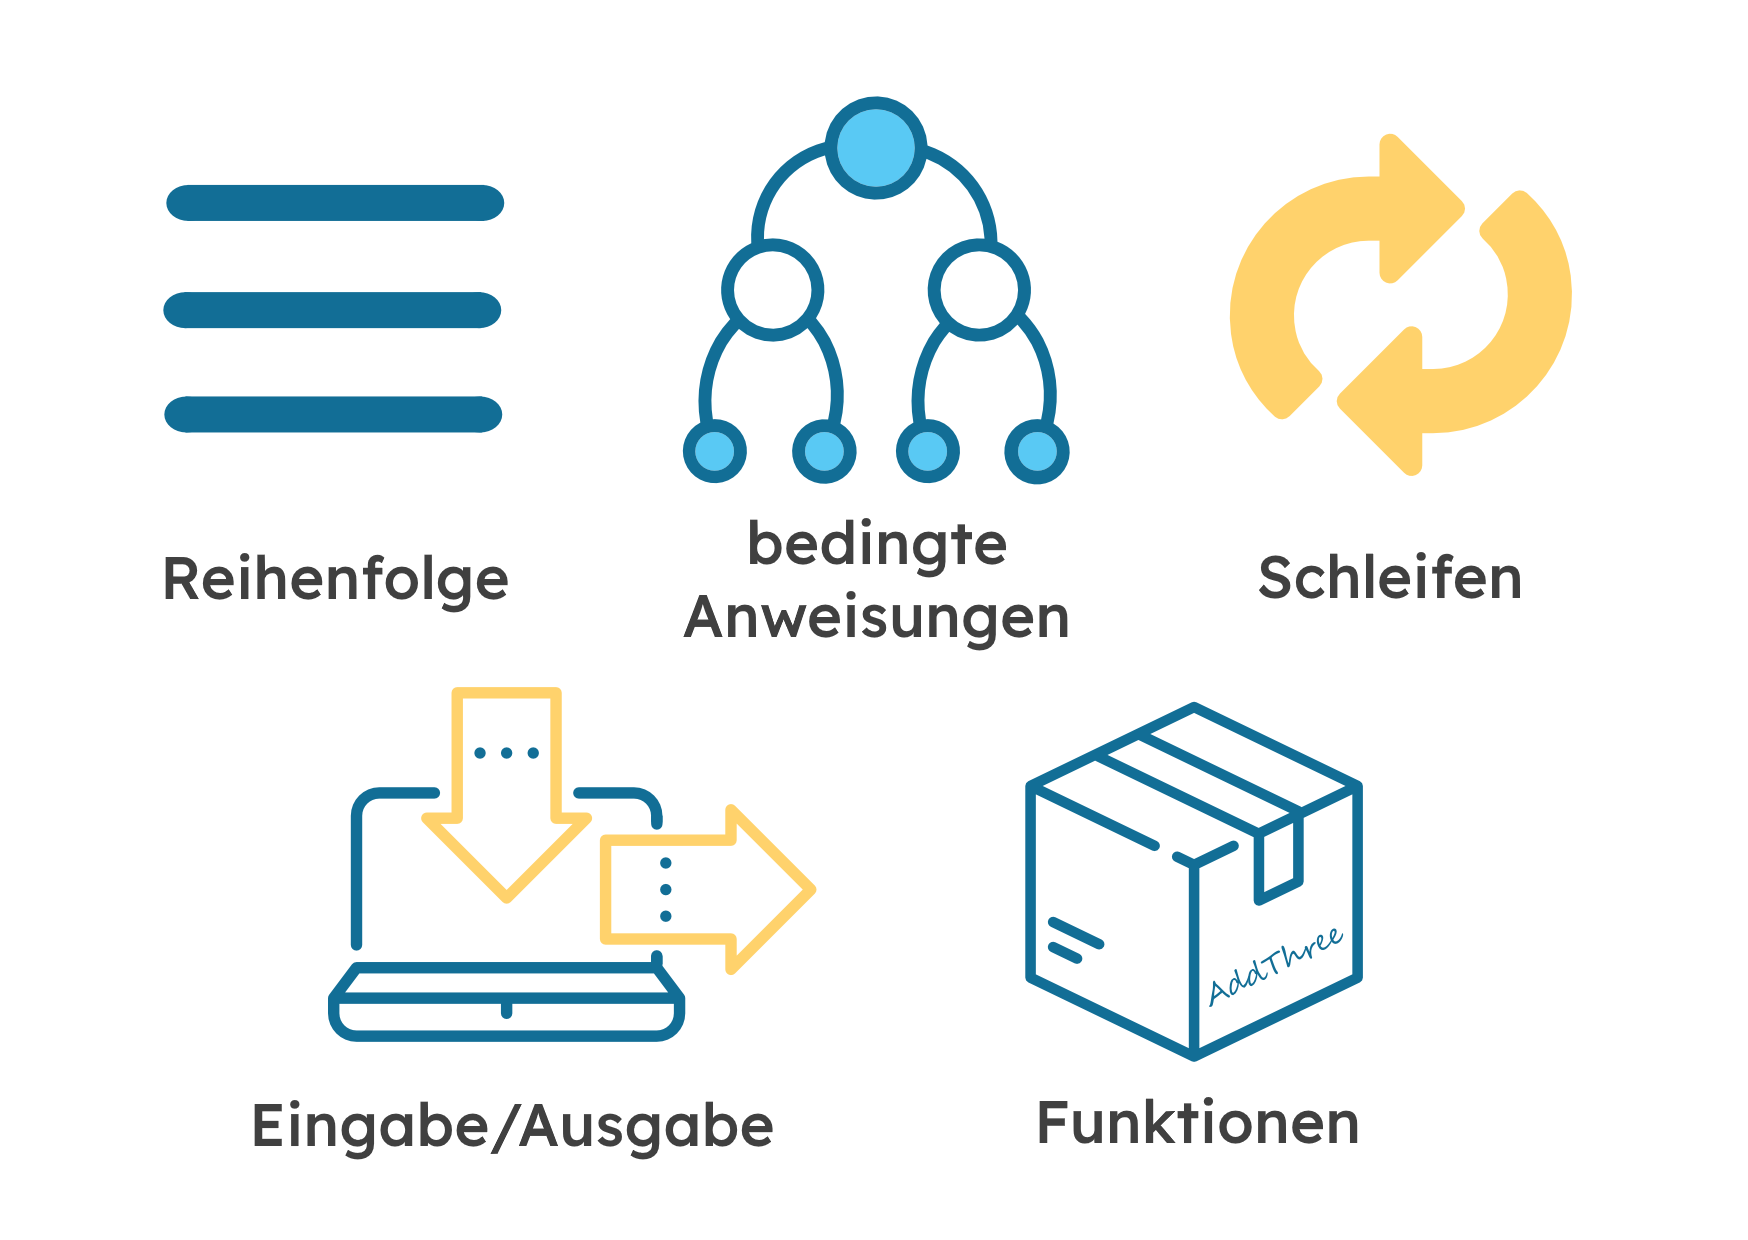 Reihenfolge
bedingte
Anweisungen
Schleifen
AddThree
Eingabe/Ausgabe
Funktionen